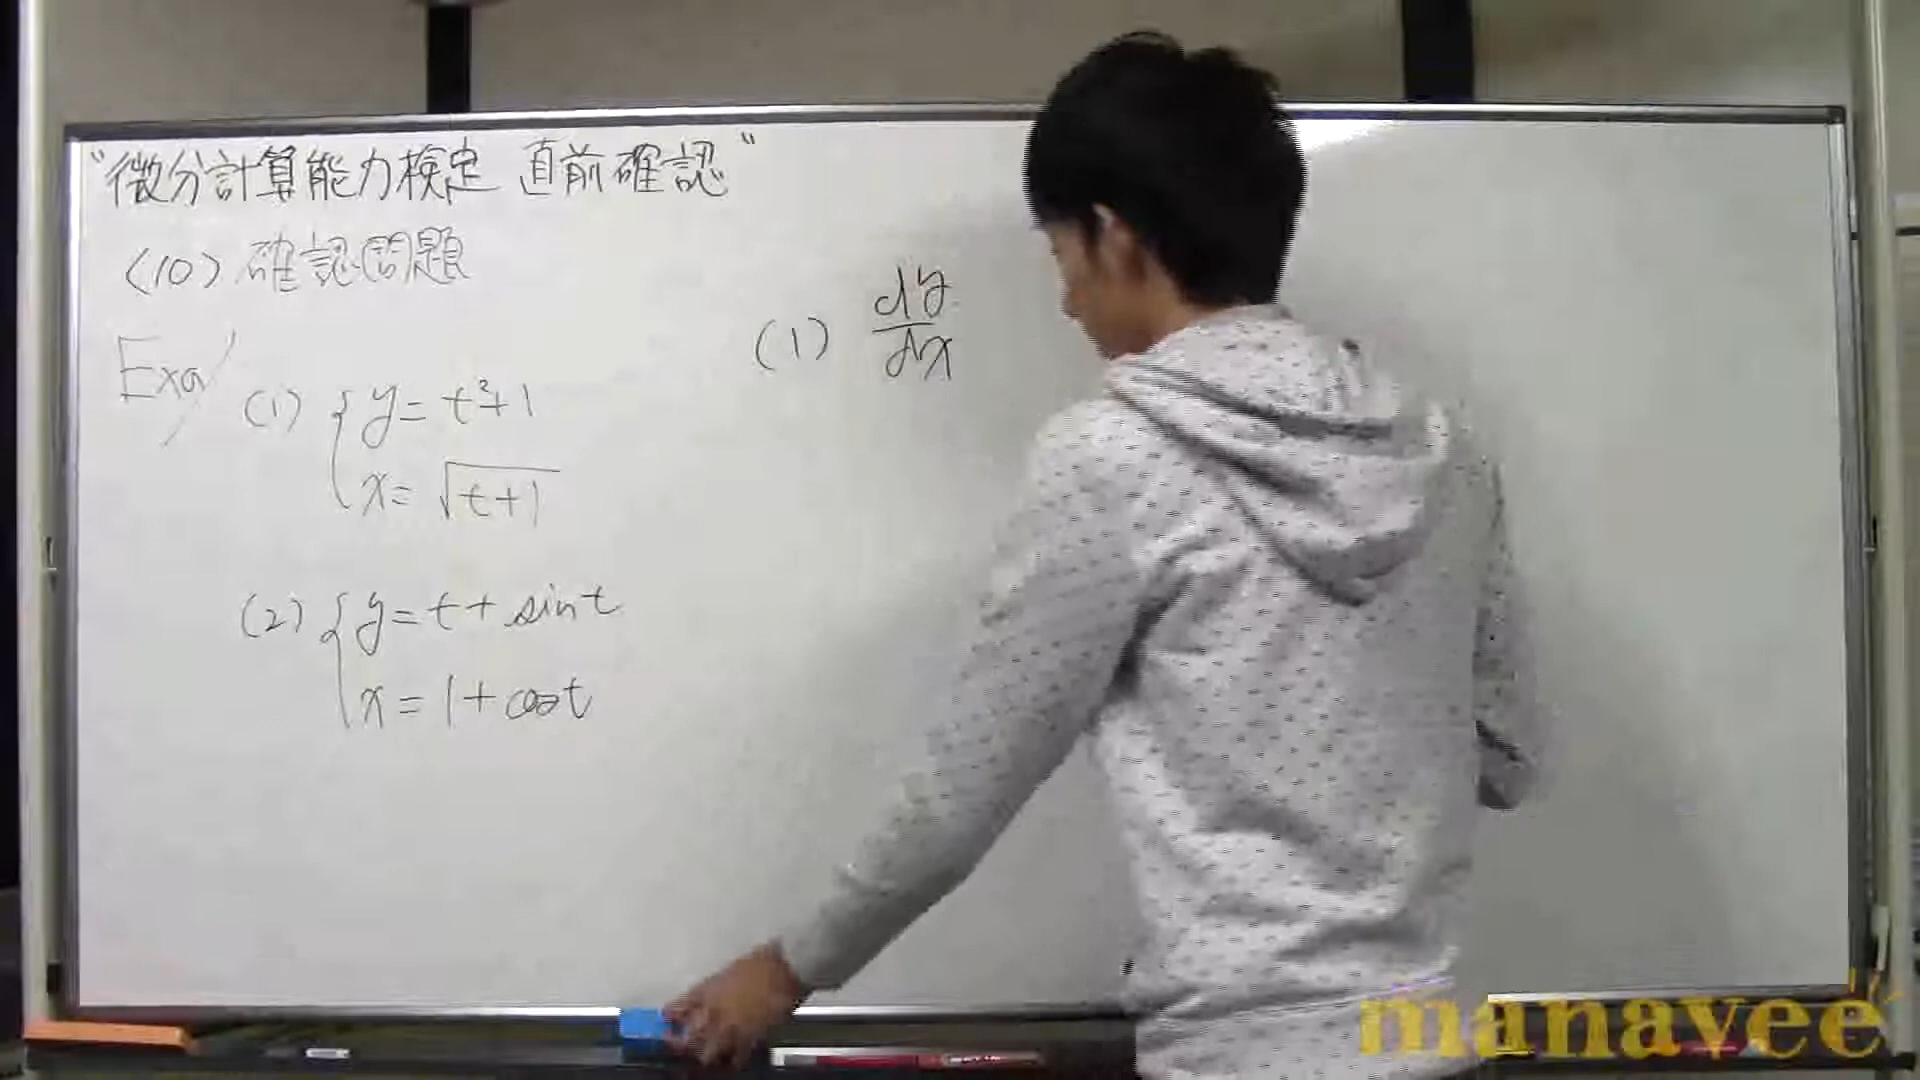 "微分計算能力検定 直前確認"
(10) 確認問題
Exa
(1) { y = t²+1
x = √t+1
(2) { y = t + sin t
x = 1 + cos t
(1) dy/dx
manavee